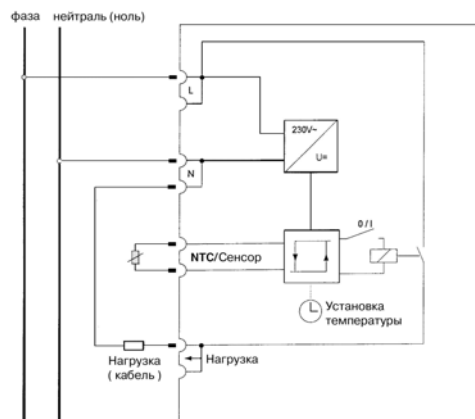 фаза нейтраль (ноль)
L
230V~
U=
N
0 / I
NTC/Сенсор
Установка
температуры
Нагрузка
( кабель )
Нагрузка